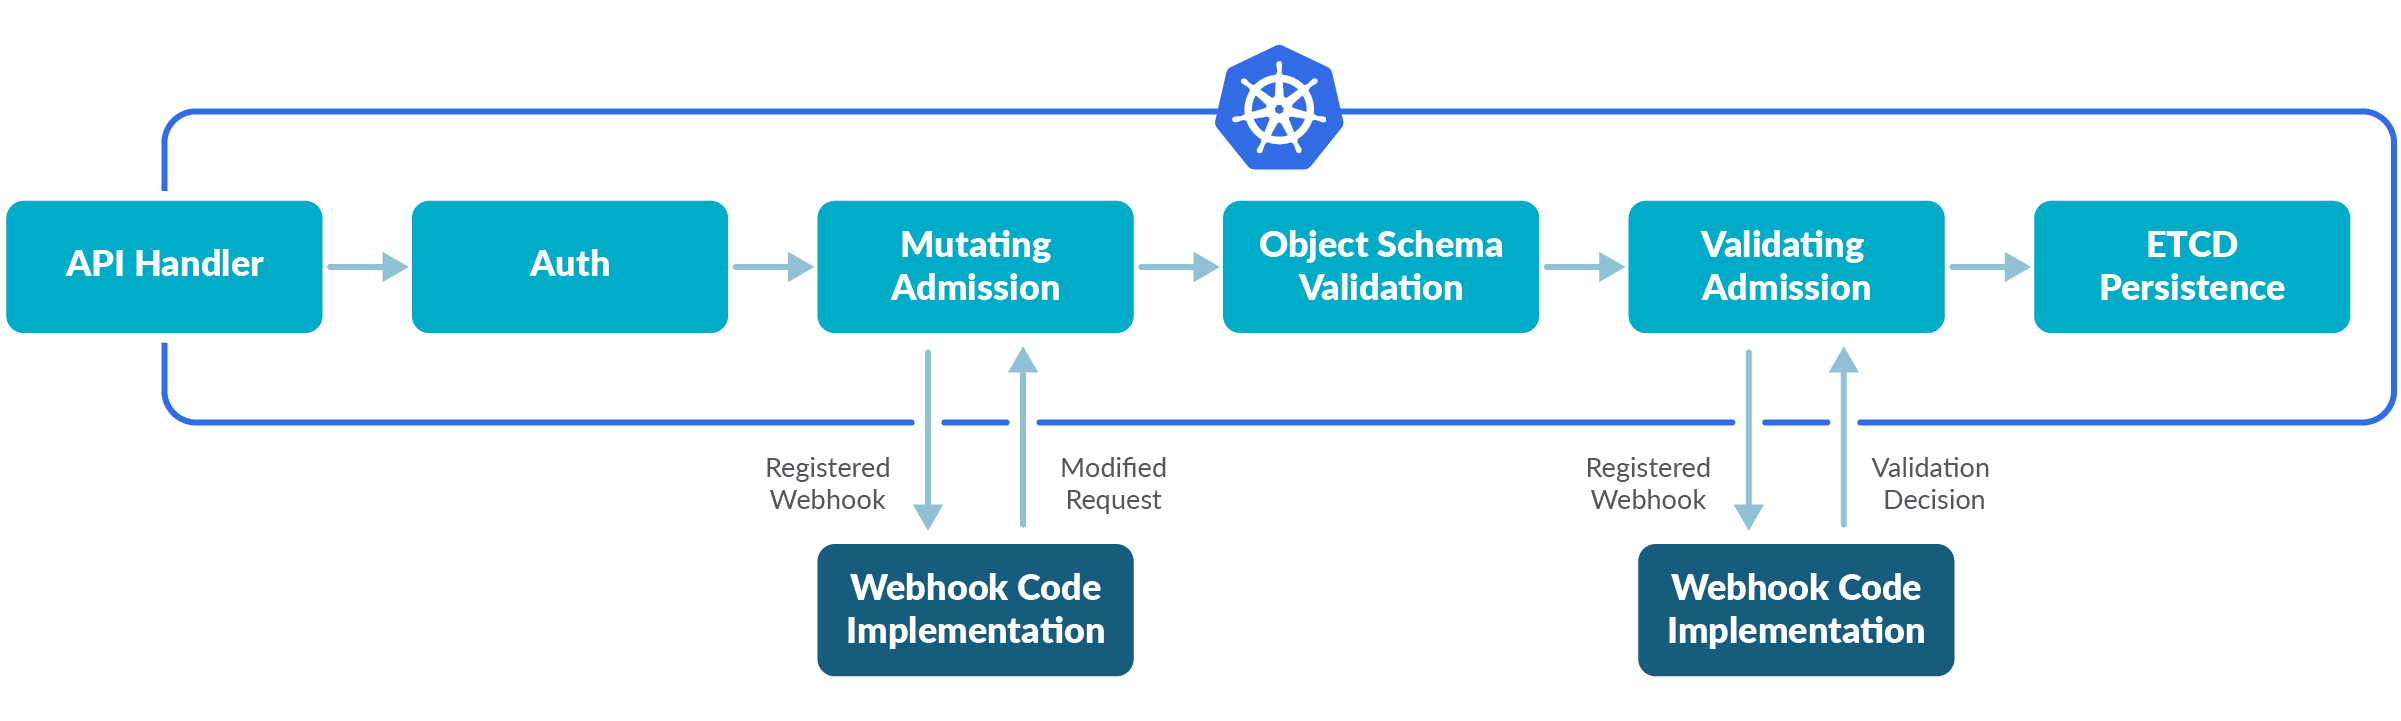 API Handler
Auth
Mutating
Admission
Object Schema
Validation
Validating
Admission
ETCD
Persistence
Registered
Webhook
Modified
Request
Registered
Webhook
Validation
Decision
Webhook Code
Implementation
Webhook Code
Implementation